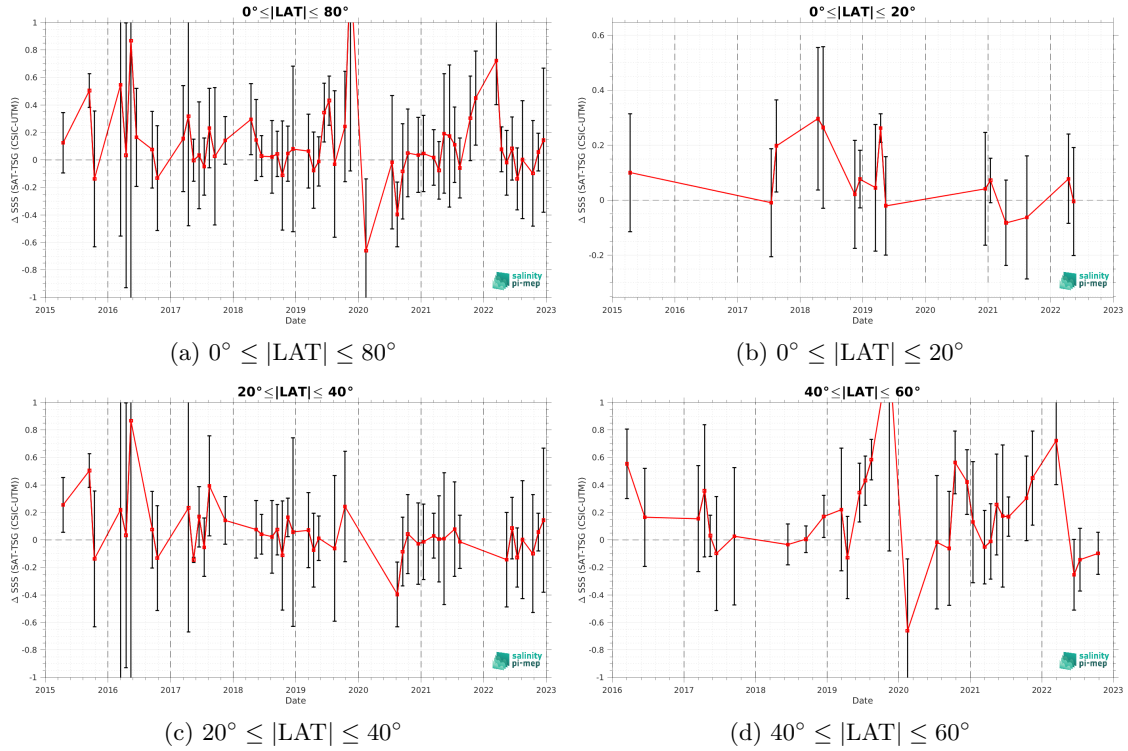 0°≤|LAT|≤ 80°
Δ SSS (SAT-TSG (CSIC-UTM))
1
0.8
0.6
0.4
0.2
0
-0.2
-0.4
-0.6
-0.8
-1
2015 2016 2017 2018 2019 2020 2021 2022 2023
Date
salinity
pi-mep
(a) 0° ≤ |LAT| ≤ 80°
0°≤|LAT|≤ 20°
Δ SSS (SAT-TSG (CSIC-UTM))
0.6
0.4
0.2
0
-0.2
2015 2016 2017 2018 2019 2020 2021 2022 2023
Date
salinity
pi-mep
(b) 0° ≤ |LAT| ≤ 20°
20°≤|LAT|≤ 40°
Δ SSS (SAT-TSG (CSIC-UTM))
1
0.8
0.6
0.4
0.2
0
-0.2
-0.4
-0.6
-0.8
-1
2015 2016 2017 2018 2019 2020 2021 2022 2023
Date
salinity
pi-mep
(c) 20° ≤ |LAT| ≤ 40°
40°≤|LAT|≤ 60°
Δ SSS (SAT-TSG (CSIC-UTM))
1
0.8
0.6
0.4
0.2
0
-0.2
-0.4
-0.6
-0.8
-1
2016 2017 2018 2019 2020 2021 2022 2023
Date
salinity
pi-mep
(d) 40° ≤ |LAT| ≤ 60°